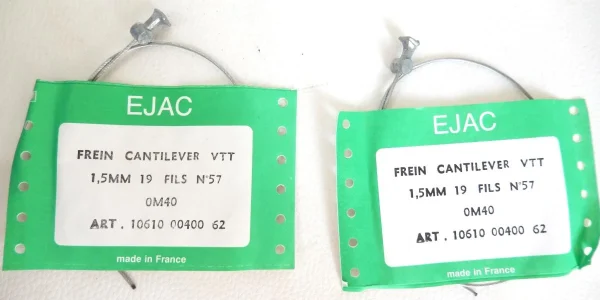 EJAC
FREIN CANTILEVER VTT
1,5MM 19 FILS N°57
0M40
ART. 10610 00400 62
made in France
EJAC
FREIN CANTILEVER VTT
1,5MM 19 FILS N°57
0M40
ART. 10610 00400 62
made in France